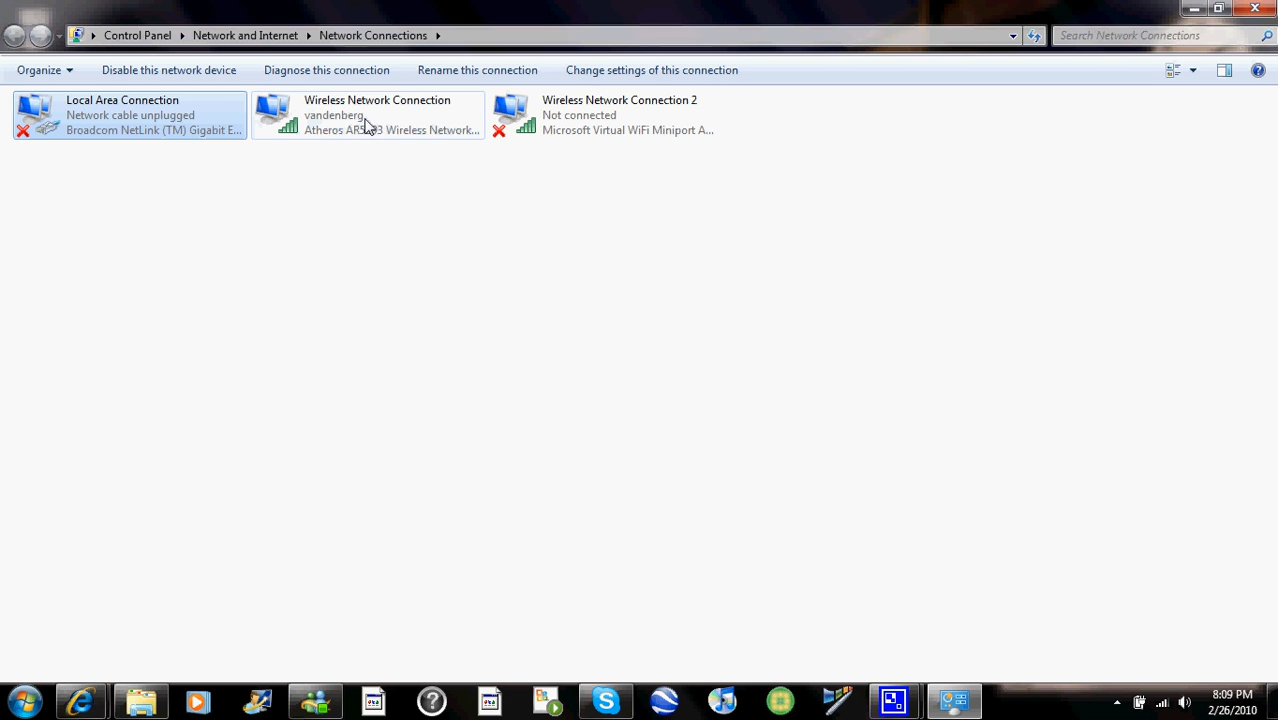 Control Panel Network and Internet Network Connections Search Network Connections
Organize Disable this network device Diagnose this connection Rename this connection Change settings of this connection
Local Area Connection
Network cable unplugged
Broadcom NetLink (TM) Gigabit E...
Wireless Network Connection
vandenberg
Atheros Wireless Network...
Wireless Network Connection 2
Not connected
Microsoft Virtual WiFi Miniport A...
8:09 PM
2/26/2010